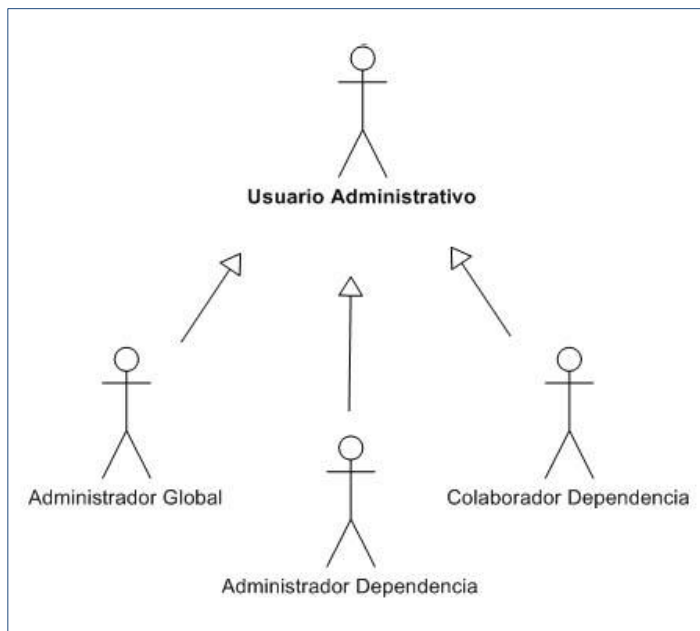 Usuario Administrativo
Administrador Global
Colaborador Dependencia
Administrador Dependencia